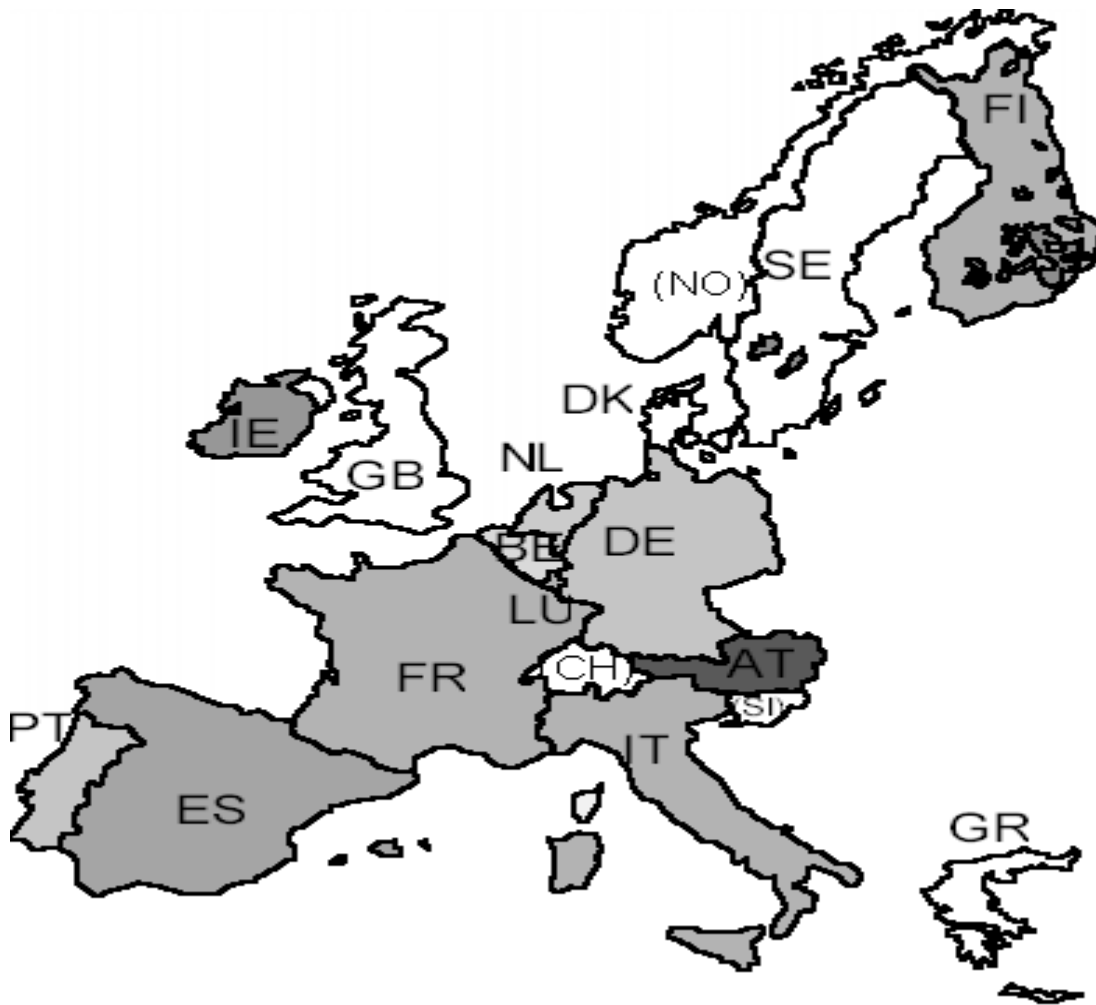 FI
SE
(NO)
DK
IE
NL
GB
BE
DE
LU
FR
(CH)
AT
(SI)
PT
IT
ES
GR